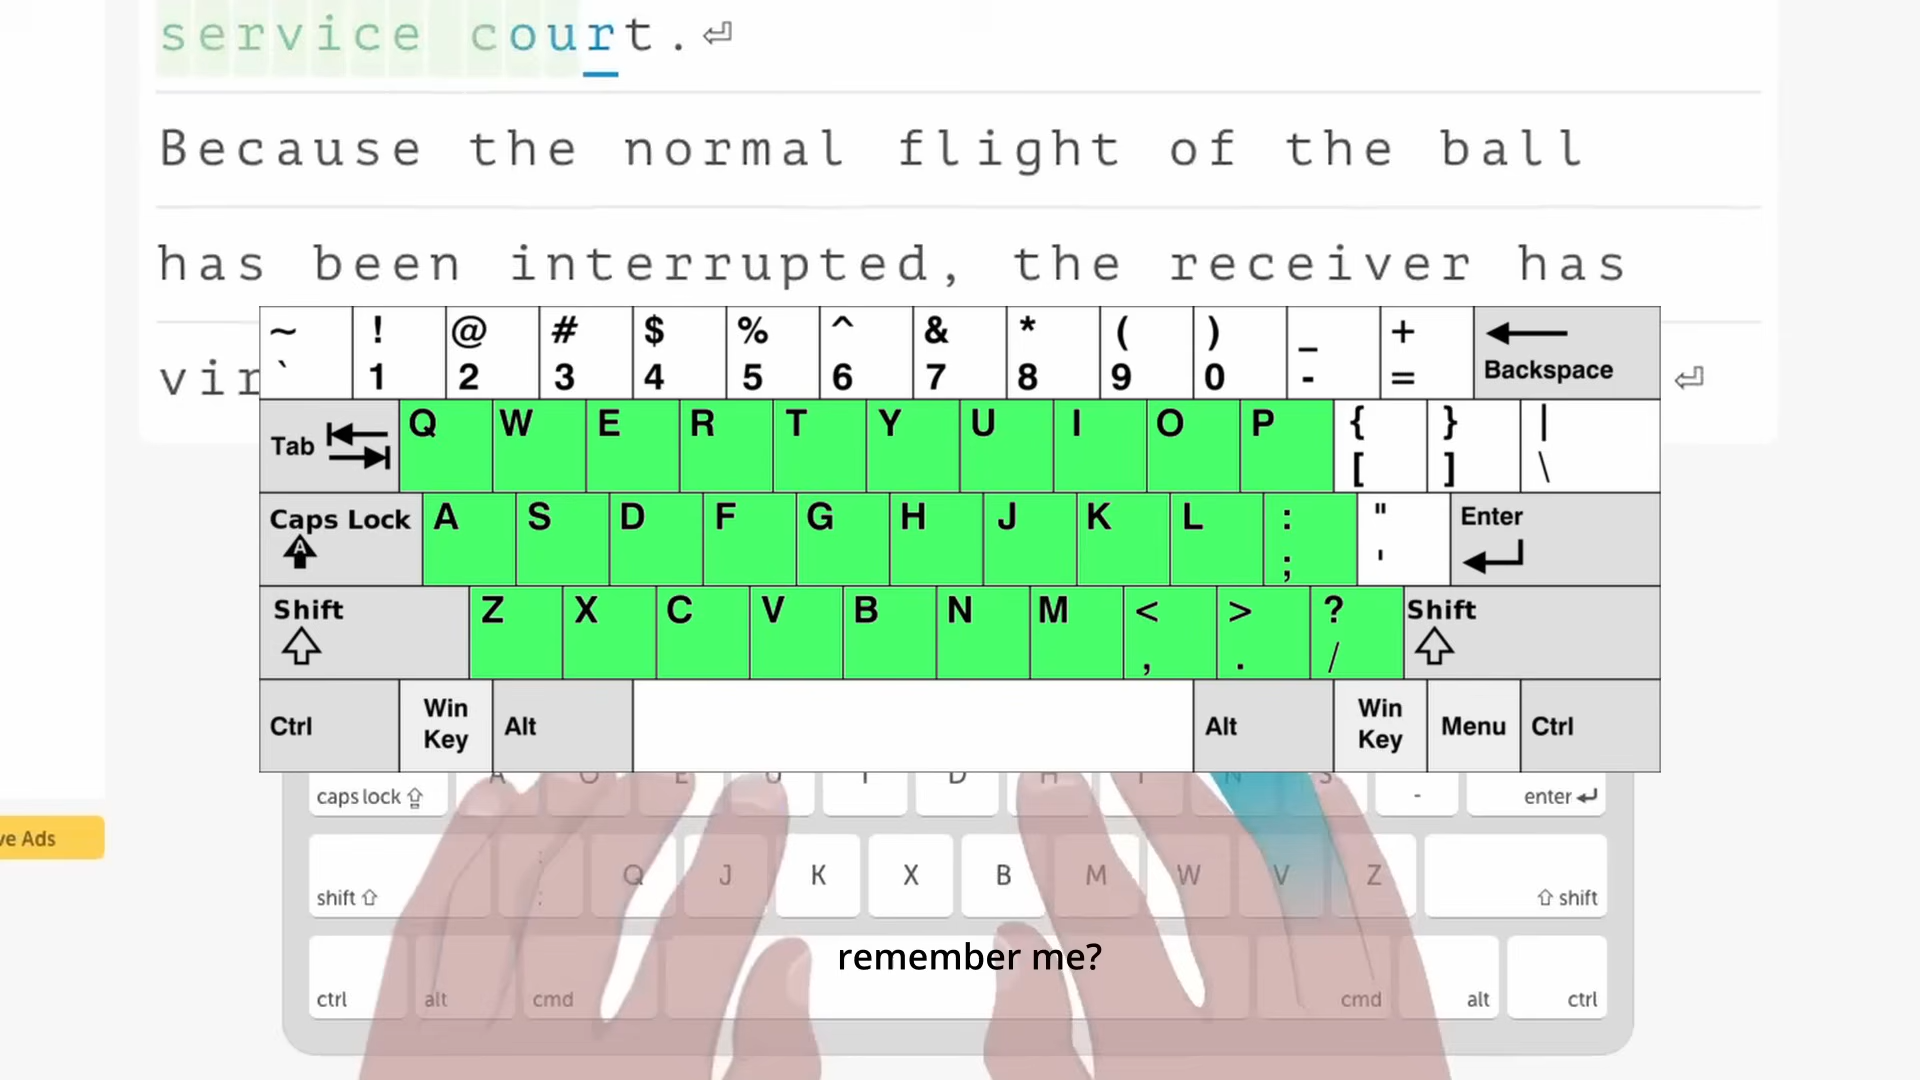 service court.⏎
Because the normal flight of the ball
has been interrupted, the receiver has
vir ⏎
~ ! @ # $ % ^ & * ( ) _ +
` 1 2 3 4 5 6 7 8 9 0 - = Backspace
Tab Q W E R T Y U I O P { } |
[ ] \
Caps Lock A S D F G H J K L : " Enter
A ; '
Shift Z X C V B N M < > ? Shift
, . /
Ctrl Win Key Alt Alt Win Key Menu Ctrl
A O E U I D H T N S
caps lock - enter
ve Ads
shift : Q J K X B M W V Z shift
remember me?
ctrl alt cmd cmd alt ctrl